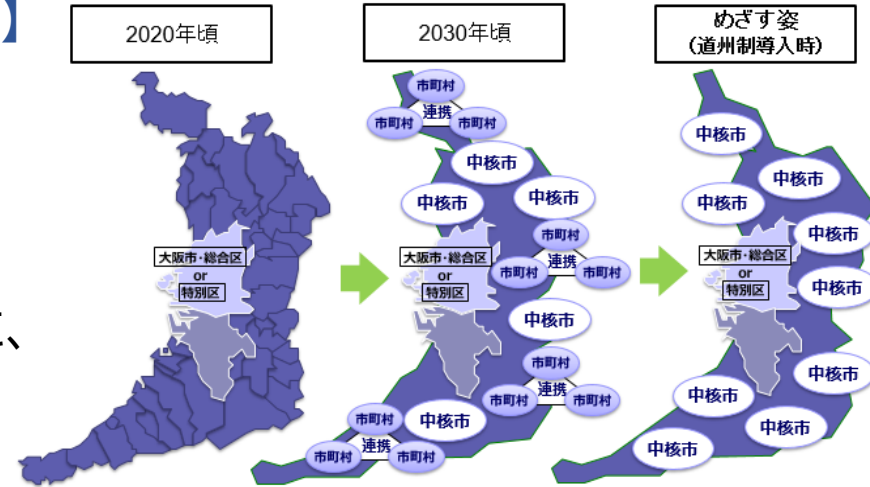 】
2020年頃
2030年頃
めざす姿
(道州制導入時)
大阪市・総合区
or
特別区
市町村
連携
市町村
市町村
中核市
中核市
中核市
市町村
連携
市町村
市町村
大阪市・総合区
or
特別区
中核市
市町村
連携
市町村
市町村
市町村
連携
市町村
市町村
中核市
中核市
中核市
中核市
中核市
大阪市・総合区
or
特別区
中核市
中核市
中核市
中核市
中核市
、